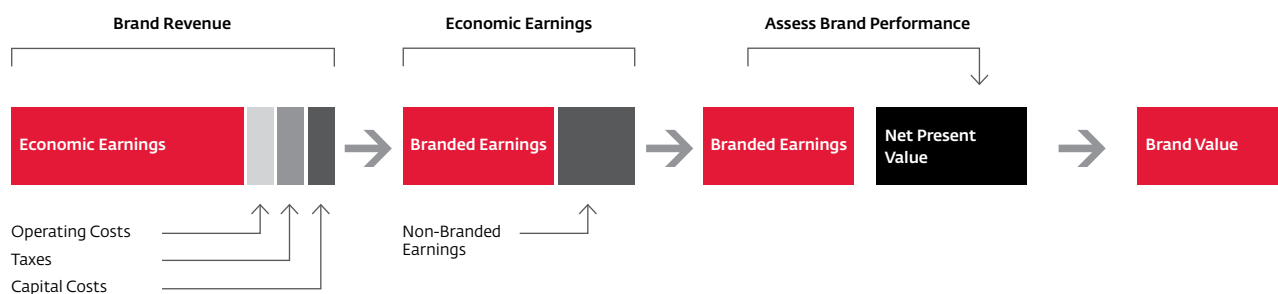 Brand Revenue
Economic Earnings
Assess Brand Performance
Economic Earnings
Branded Earnings
Branded Earnings
Net Present
Value
Brand Value
Operating Costs
Taxes
Capital Costs
Non-Branded
Earnings